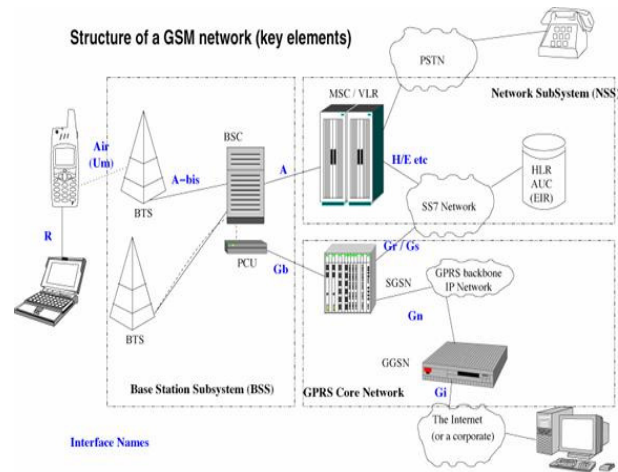 Structure of a GSM network (key elements)
PSTN
MSC / VLR
Network SubSystem (NSS)
BSC
Air
(Um)
A-bis
A
H/E etc
HLR
AUC
(EIR)
BTS
SS7 Network
R
Gr / Gs
PCU
Gb
SGSN
GPRS backbone
IP Network
Gn
BTS
GGSN
Base Station Subsystem (BSS)
GPRS Core Network
Gi
Interface Names
The Internet
(or a corporate)